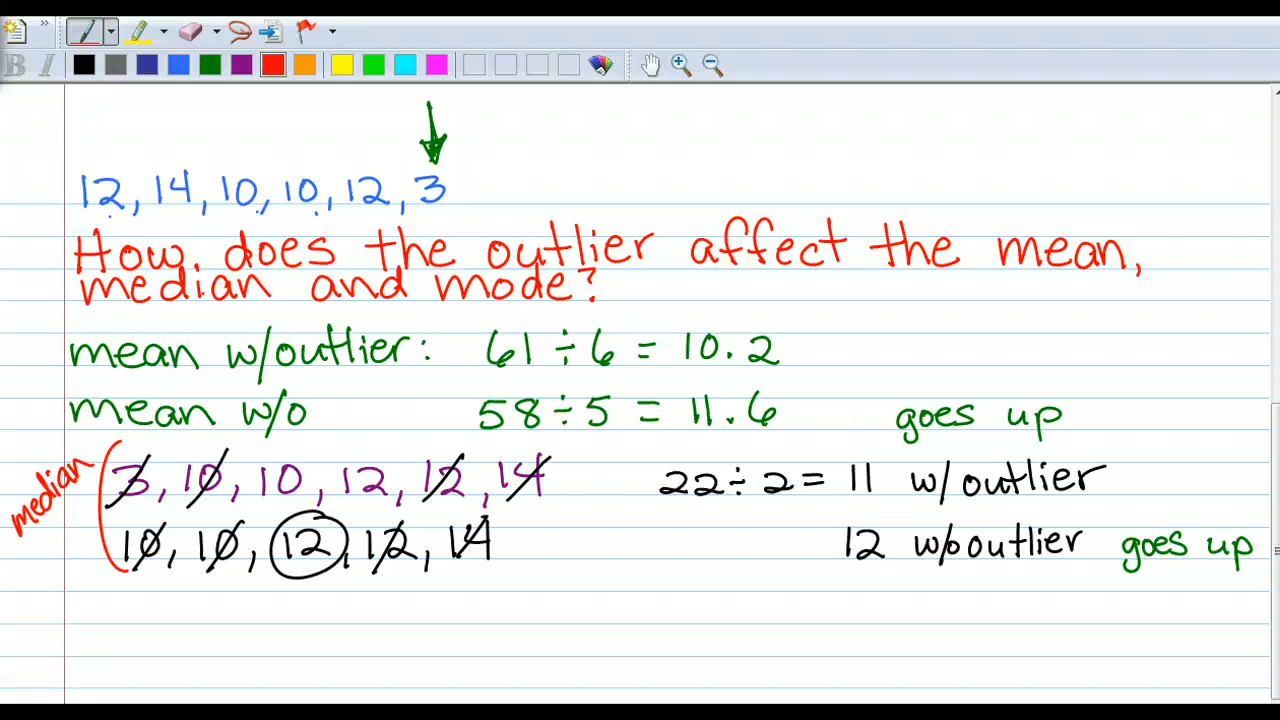 B I
12, 14, 10, 10, 12, 3
How does the outlier affect the mean,
median and mode?
mean w/outlier: 61 ÷ 6 = 10.2
mean w/o 58 ÷ 5 = 11.6 goes up
median
3, 10, 10, 12, 12, 14 22 ÷ 2 = 11 w/outlier
10, 10, 12, 12, 14 12 w/o outlier goes up